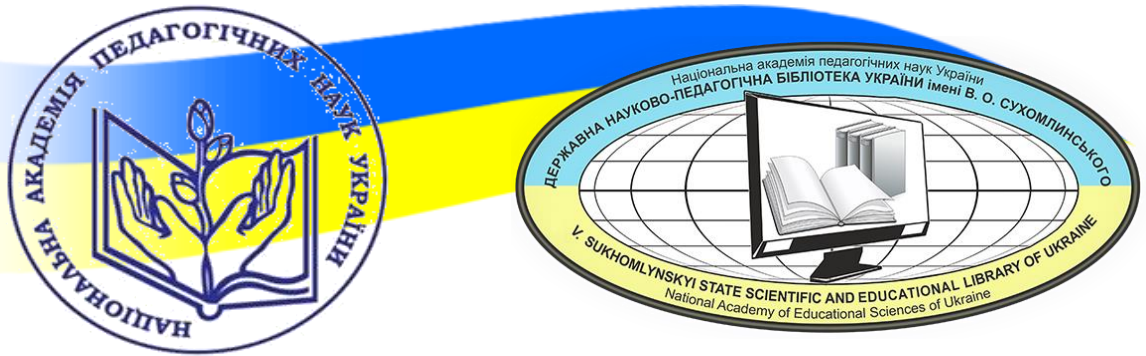 НАЦІОНАЛЬНА АКАДЕМІЯ ПЕДАГОГІЧНИХ НАУК УКРАЇНИ
Національна академія педагогічних наук України
ДЕРЖАВНА НАУКОВО-ПЕДАГОГІЧНА БІБЛІОТЕКА УКРАЇНИ імені В. О. СУХОМЛИНСЬКОГО
V. SUKHOMLYNSKYI STATE SCIENTIFIC AND EDUCATIONAL LIBRARY OF UKRAINE
National Academy of Educational Sciences of Ukraine